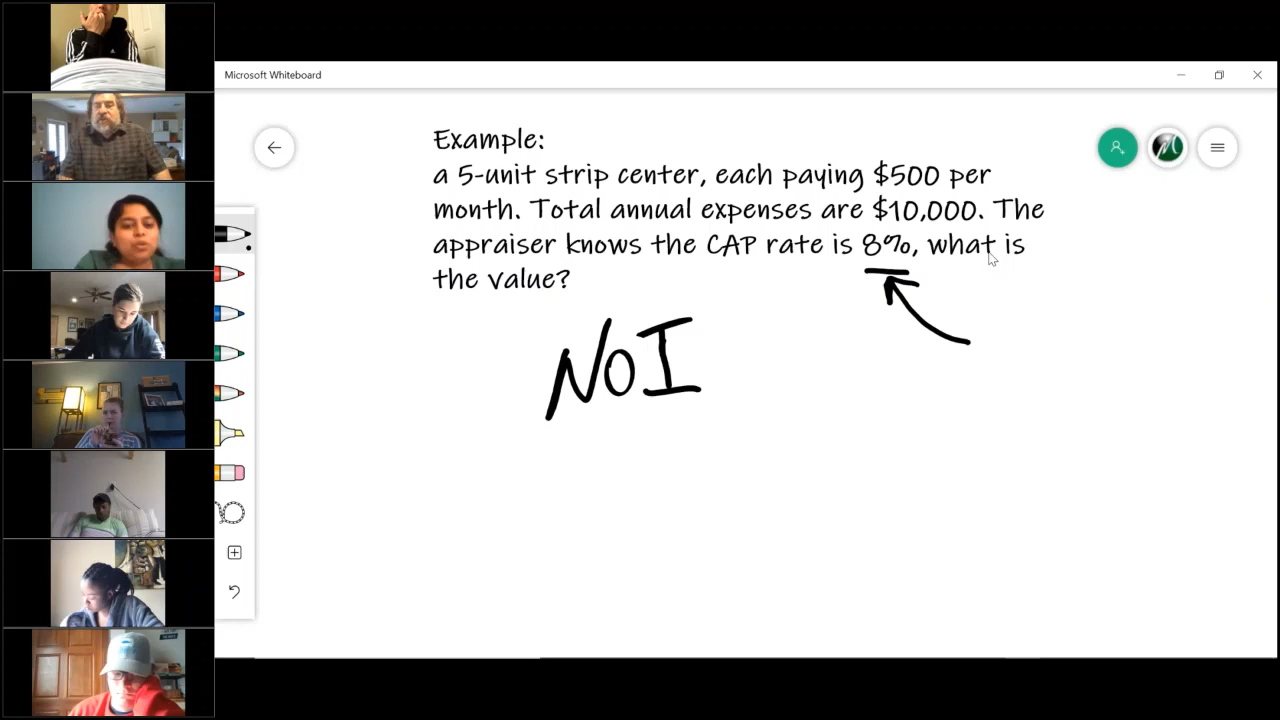 Microsoft Whiteboard
Example:
a 5-unit strip center, each paying $500 per
month. Total annual expenses are $10,000. The
appraiser knows the CAP rate is 8%, what is
the value?
NOI